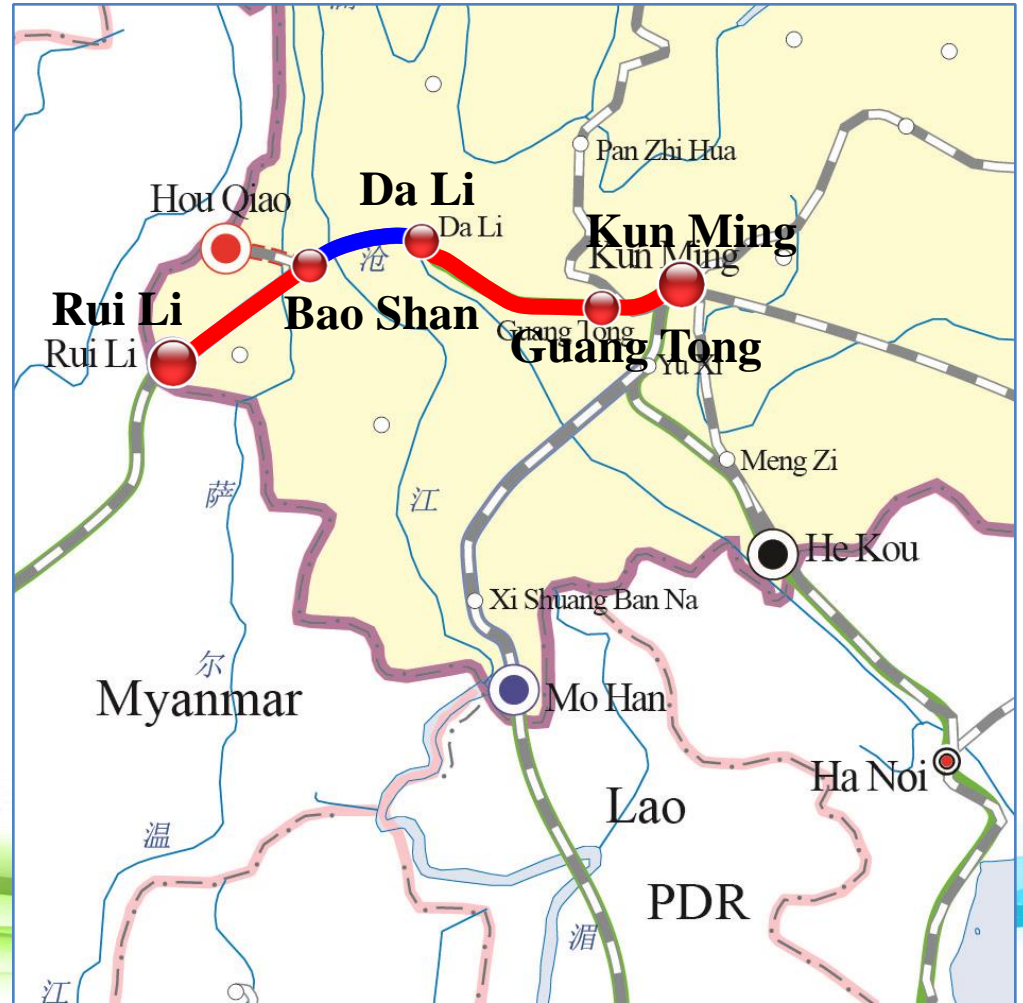 Pan Zhi Hua
Da Li
Hou Qiao
Da Li
Kun Ming
Kun Ming
沧
Rui Li
Bao Shan
Guang Tong
Guang Tong
Rui Li
Yu Xi
Meng Zi
萨
江
He Kou
Xi Shuang Ban Na
尔
Myanmar
Mo Han
Ha Noi
Lao
温
PDR
湄
江